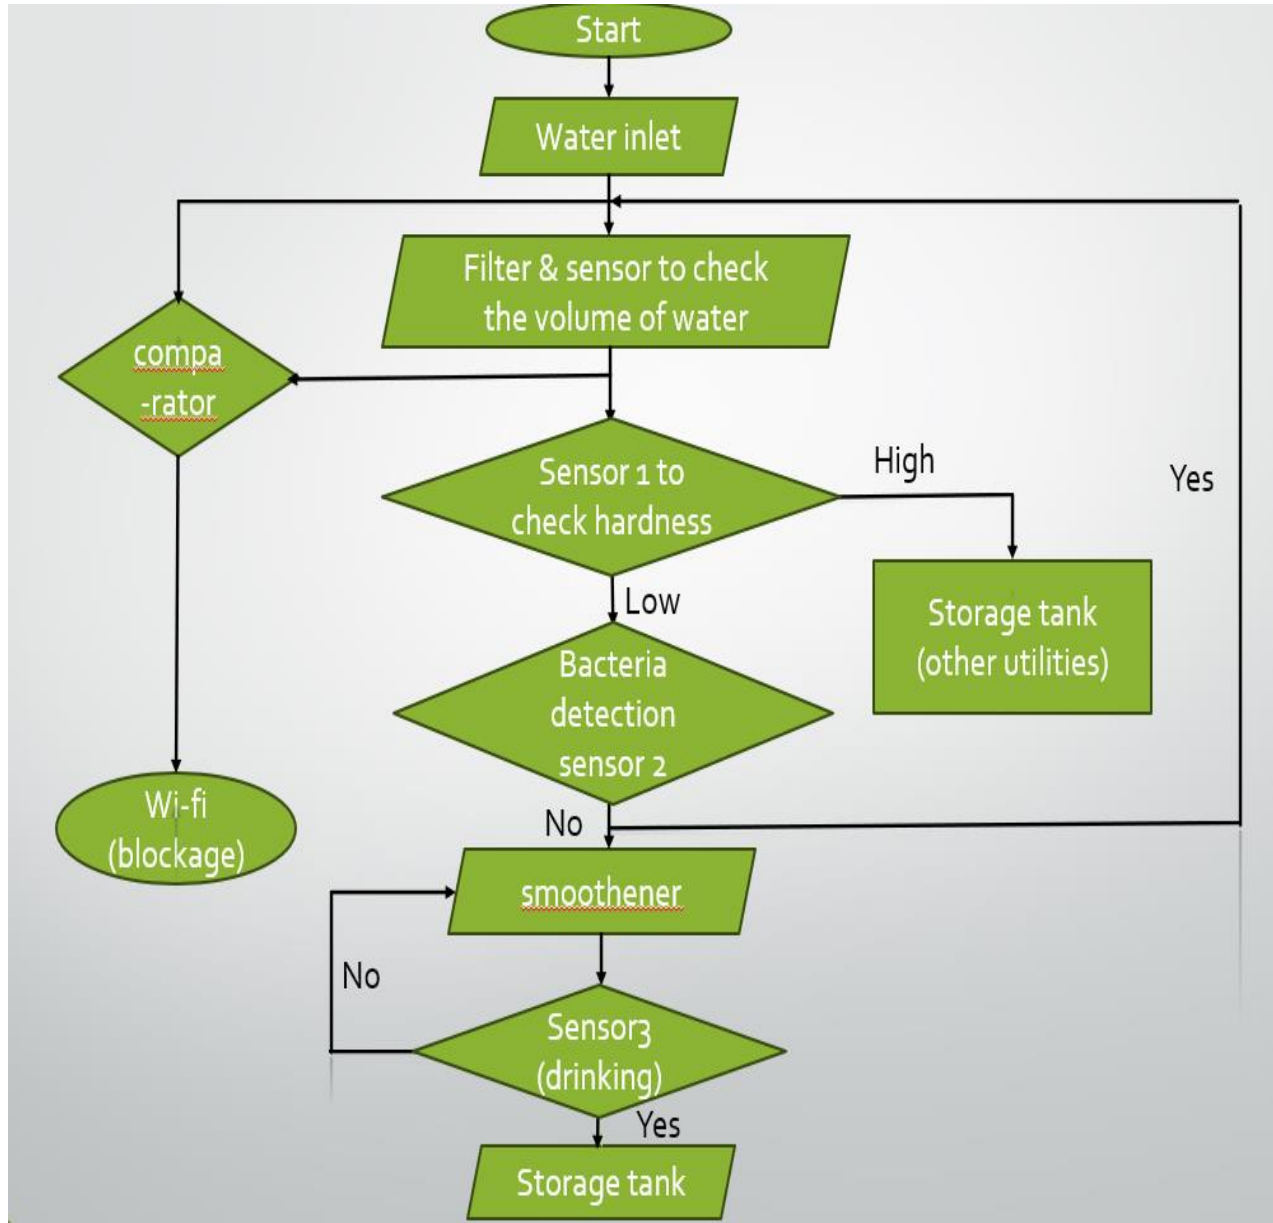 Start
Water inlet
Filter & sensor to check
the volume of water
compa
-rator
Sensor 1 to
check hardness
High
Yes
Low
Storage tank
(other utilities)
Bacteria
detection
sensor 2
Wi-fi
(blockage)
No
smoothener
No
Sensor3
(drinking)
Yes
Storage tank